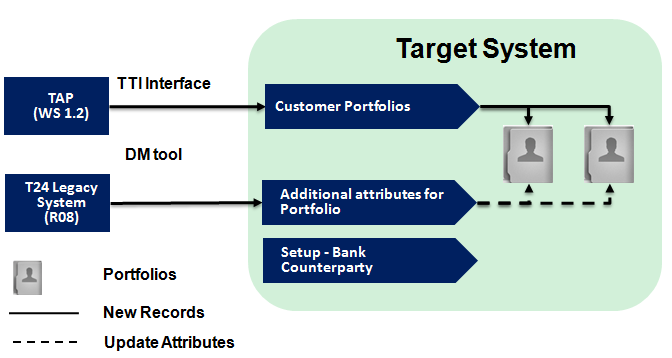 Target System
TTI Interface
TAP
(WS 1.2)
Customer Portfolios
DM tool
T24 Legacy
System
(R08)
Additional attributes for
Portfolio
Setup - Bank
Counterparty
Portfolios
New Records
Update Attributes